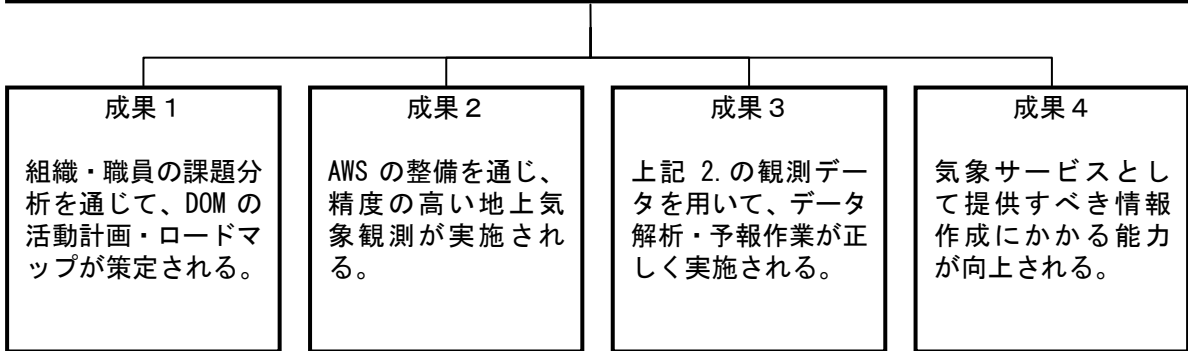 成果１
組織・職員の課題分
析を通じて、DOM の
活動計画・ロードマ
ップが策定される。
成果２
AWS の整備を通じ、
精度の高い地上気
象観測が実施され
る。
成果３
上記 2.の観測デー
タを用いて、データ
解析・予報作業が正
しく実施される。
成果４
気象サービスとし
て提供すべき情報
作成にかかる能力
が向上される。